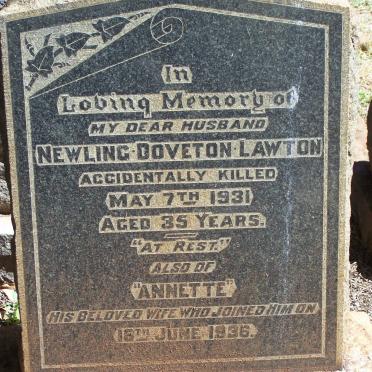 In
Loving Memory of
MY DEAR HUSBAND
NEWLING·DOVETON·LAWTON
ACCIDENTALLY KILLED
MAY 7TH 1931
AGED 35 YEARS.
"AT REST."
ALSO OF
"ANNETTE"
HIS BELOVED WIFE WHO JOINED HIM ON
13TH JUNE 1936.